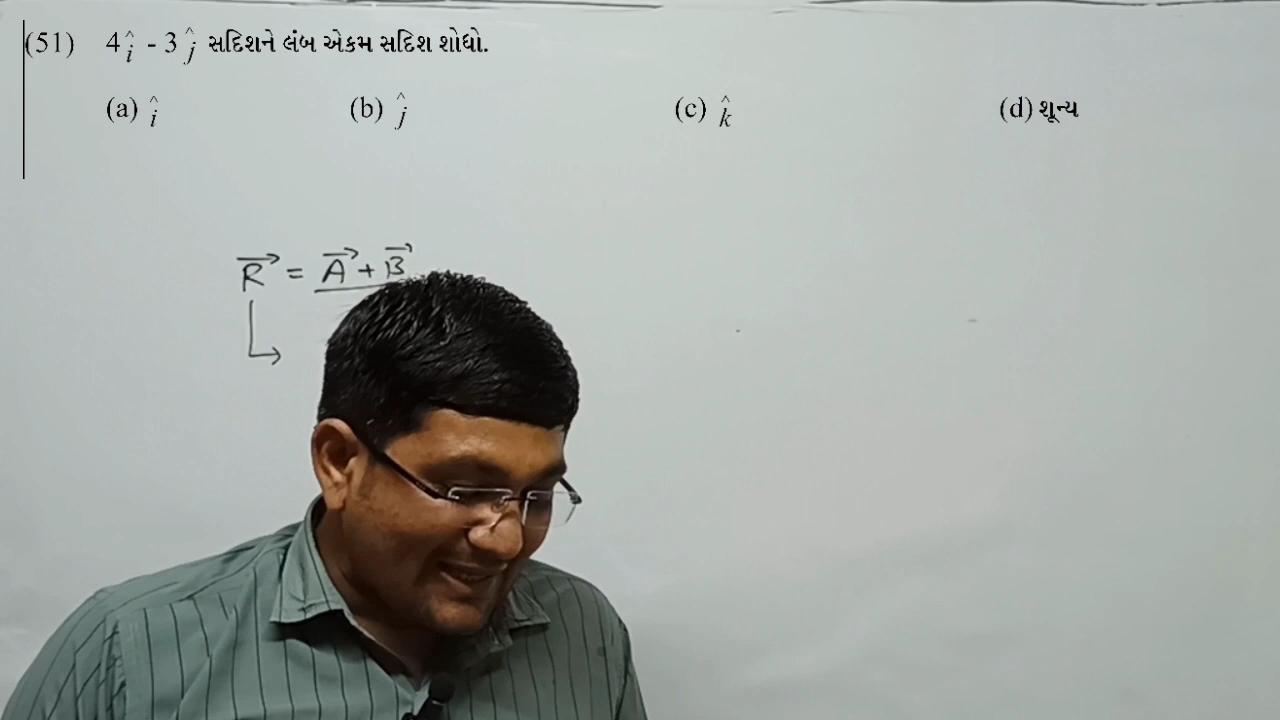 (51) 4î - 3ĵ સદિશને લંબ એકમ સદિશ શોધો.
(a) î (b) ĵ (c) k̂ (d) શૂન્ય
R⃗ = A⃗ + B⃗